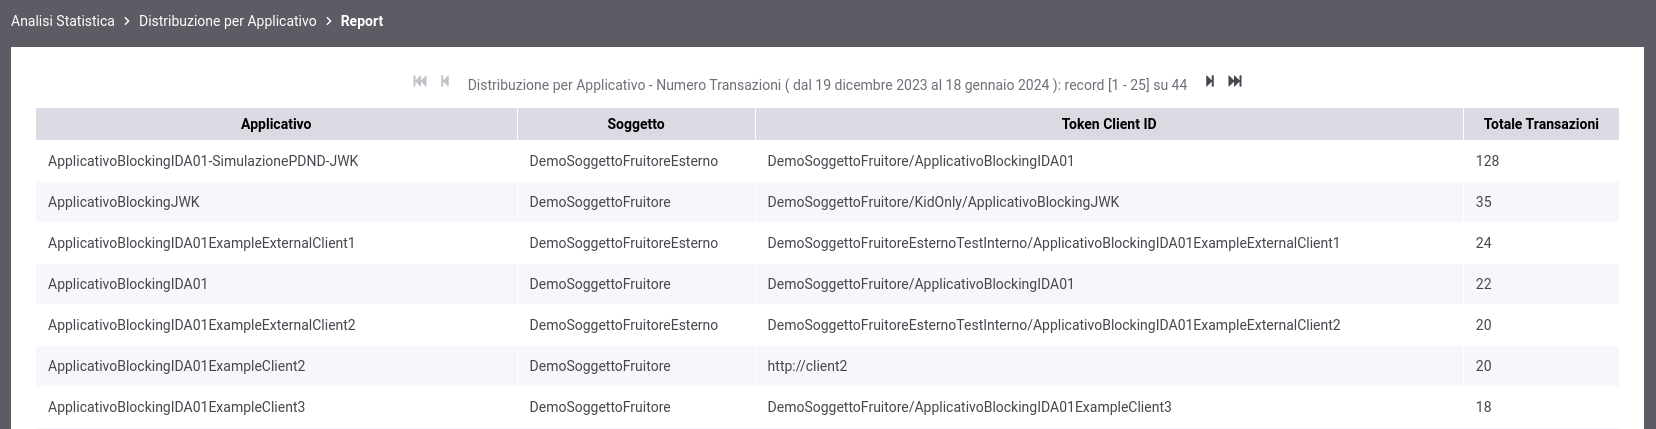 Analisi Statistica > Distribuzione per Applicativo > Report
Distribuzione per Applicativo - Numero Transazioni ( dal 19 dicembre 2023 al 18 gennaio 2024 ): record [1 - 25] su 44
Applicativo Soggetto Token Client ID Totale Transazioni
ApplicativoBlockingIDA01-SimulazionePDND-JWK DemoSoggettoFruitoreEsterno DemoSoggettoFruitore/ApplicativoBlockingIDA01 128
ApplicativoBlockingJWK DemoSoggettoFruitore DemoSoggettoFruitore/KidOnly/ApplicativoBlockingJWK 35
ApplicativoBlockingIDA01ExampleExternalClient1 DemoSoggettoFruitoreEsterno DemoSoggettoFruitoreEsternoTestInterno/ApplicativoBlockingIDA01ExampleExternalClient1 24
ApplicativoBlockingIDA01 DemoSoggettoFruitore DemoSoggettoFruitore/ApplicativoBlockingIDA01 22
ApplicativoBlockingIDA01ExampleExternalClient2 DemoSoggettoFruitoreEsterno DemoSoggettoFruitoreEsternoTestInterno/ApplicativoBlockingIDA01ExampleExternalClient2 20
ApplicativoBlockingIDA01ExampleClient2 DemoSoggettoFruitore http://client2 20
ApplicativoBlockingIDA01ExampleClient3 DemoSoggettoFruitore DemoSoggettoFruitore/ApplicativoBlockingIDA01ExampleClient3 18